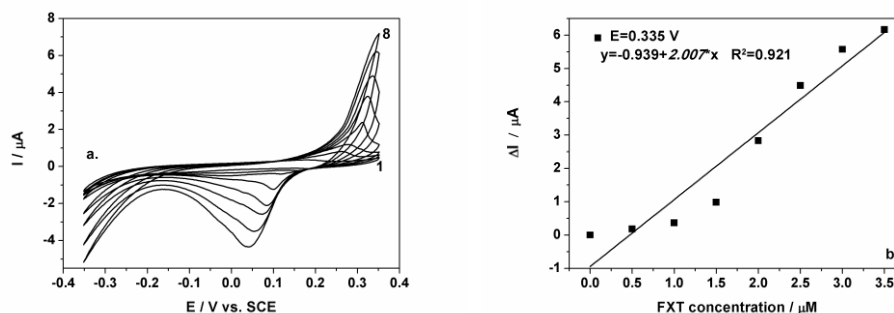 8
6
4
2
0
-2
-4
I / μA
a.
8
1
-0.4 -0.3 -0.2 -0.1 0.0 0.1 0.2 0.3 0.4
E / V vs. SCE
6
5
4
3
2
1
0
-1
ΔI / μA
E=0.335 V
y=-0.939+2.007*x R²=0.921
b
0.0 0.5 1.0 1.5 2.0 2.5 3.0 3.5
FXT concentration / μM